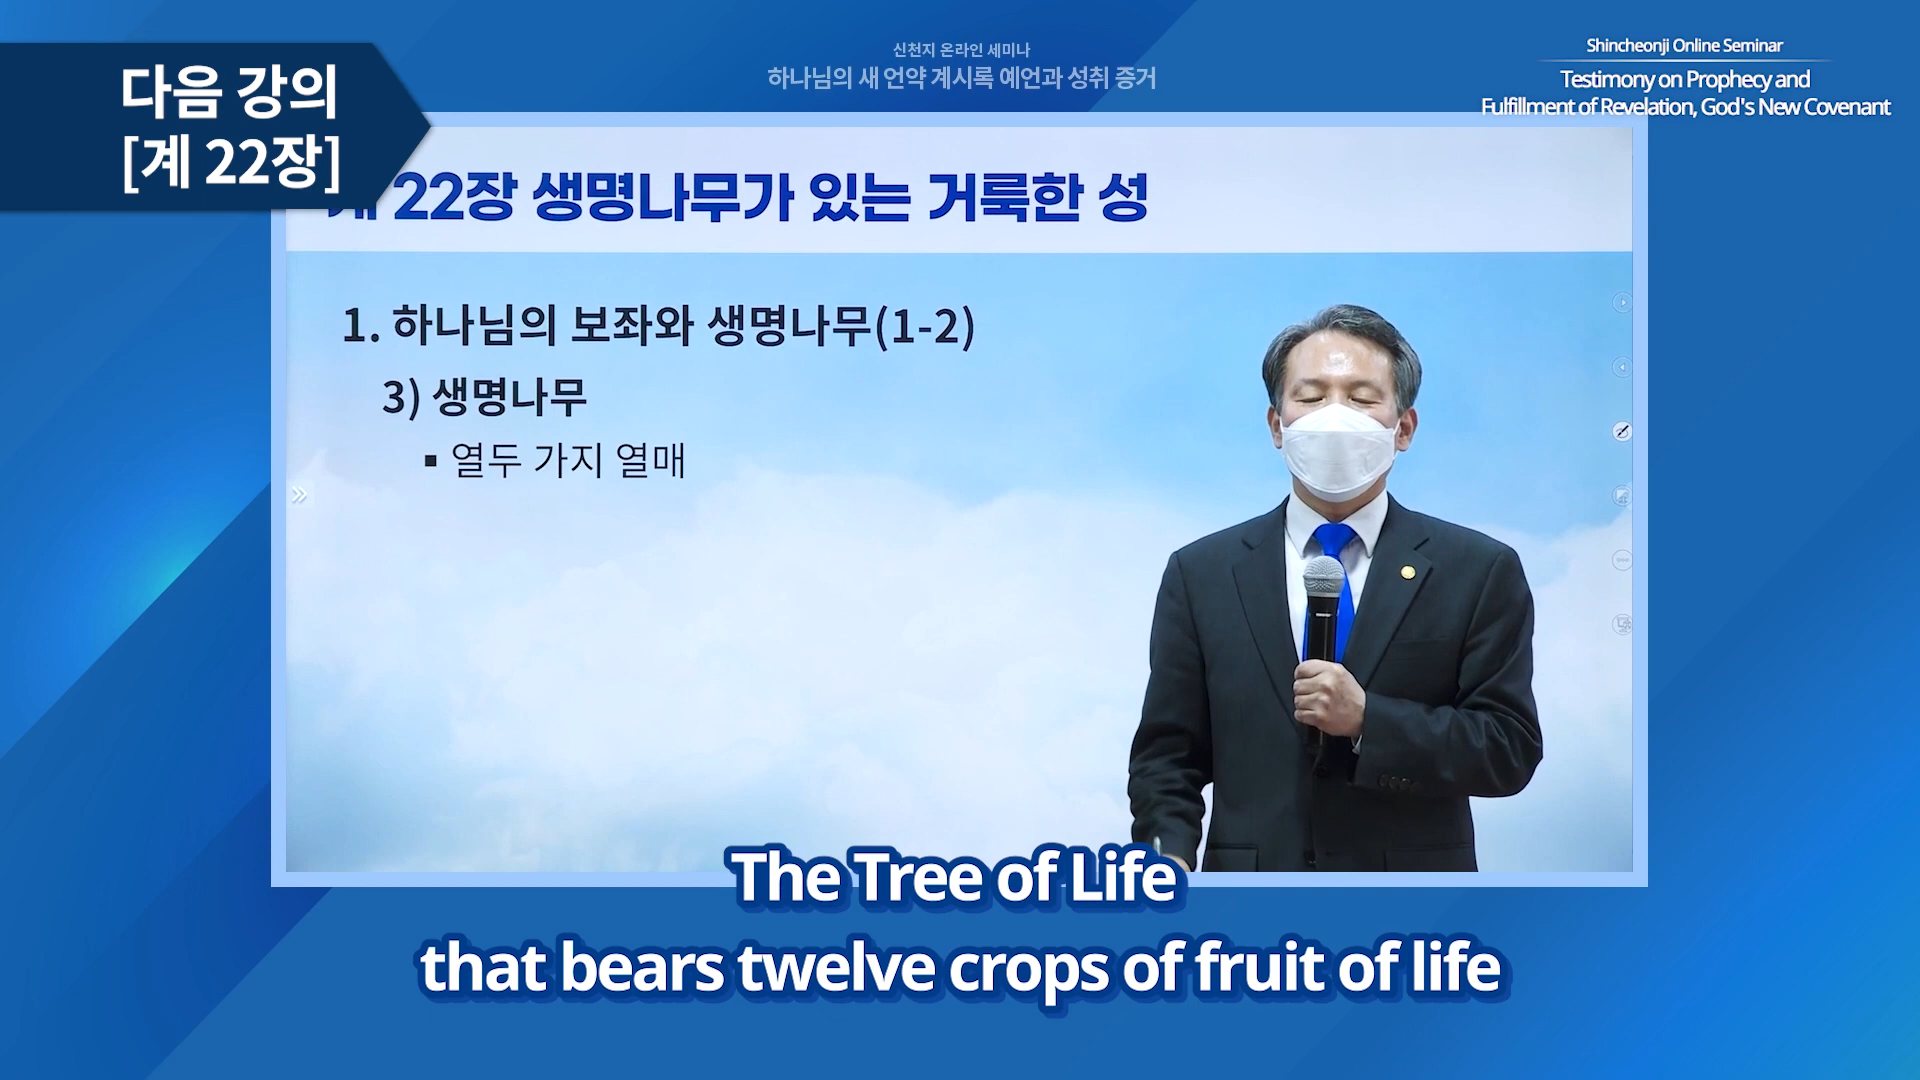 다음 강의
[계 22장]
신천지 온라인 세미나
하나님의 새 언약 계시록 예언과 성취 증거
Shincheonji Online Seminar
Testimony on Prophecy and
Fulfillment of Revelation, God's New Covenant
계 22장 생명나무가 있는 거룩한 성
1. 하나님의 보좌와 생명나무(1-2)
3) 생명나무
▪ 열두 가지 열매
The Tree of Life
that bears twelve crops of fruit of life